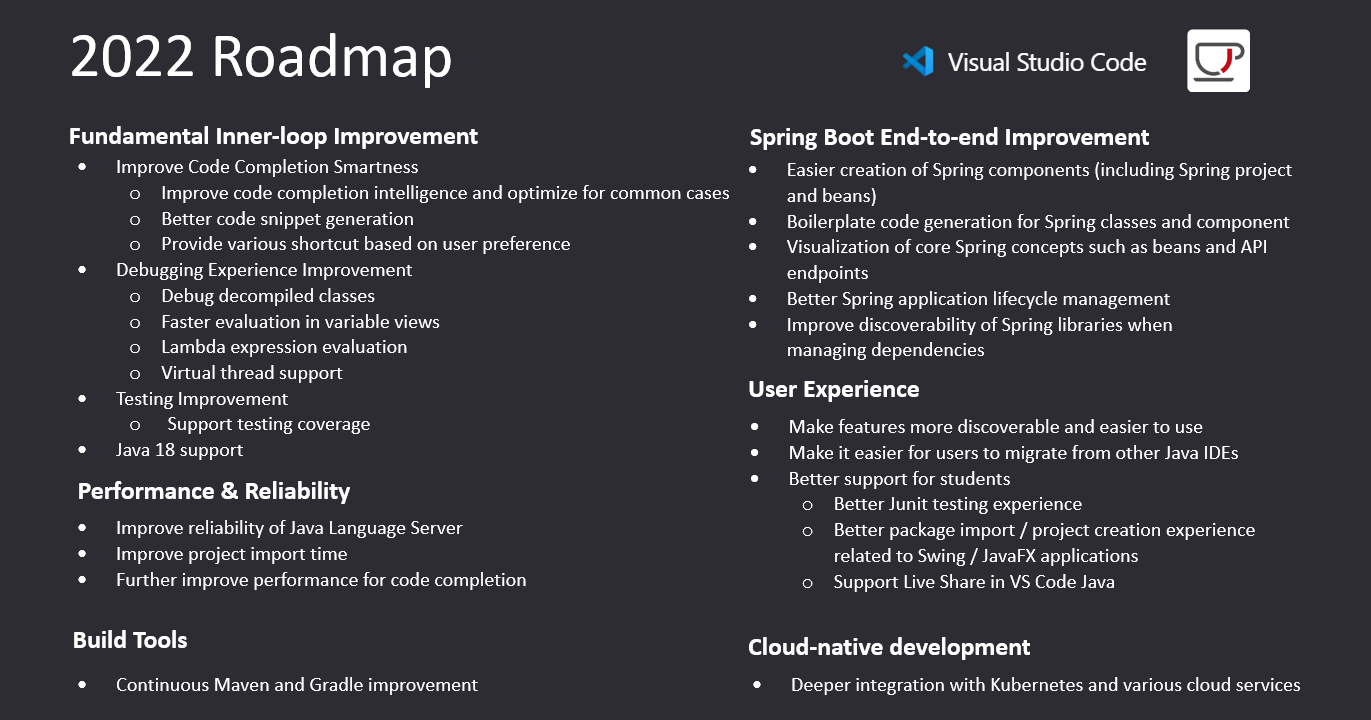 2022 Roadmap
Visual Studio Code
Fundamental Inner-loop Improvement
• Improve Code Completion Smartness
o Improve code completion intelligence and optimize for common cases
o Better code snippet generation
o Provide various shortcut based on user preference
• Debugging Experience Improvement
o Debug decompiled classes
o Faster evaluation in variable views
o Lambda expression evaluation
o Virtual thread support
• Testing Improvement
o Support testing coverage
• Java 18 support
Performance & Reliability
• Improve reliability of Java Language Server
• Improve project import time
• Further improve performance for code completion
Build Tools
• Continuous Maven and Gradle improvement
Spring Boot End-to-end Improvement
• Easier creation of Spring components (including Spring project
and beans)
• Boilerplate code generation for Spring classes and component
• Visualization of core Spring concepts such as beans and API
endpoints
• Better Spring application lifecycle management
• Improve discoverability of Spring libraries when
managing dependencies
User Experience
• Make features more discoverable and easier to use
• Make it easier for users to migrate from other Java IDEs
• Better support for students
o Better Junit testing experience
o Better package import / project creation experience
related to Swing / JavaFX applications
o Support Live Share in VS Code Java
Cloud-native development
• Deeper integration with Kubernetes and various cloud services